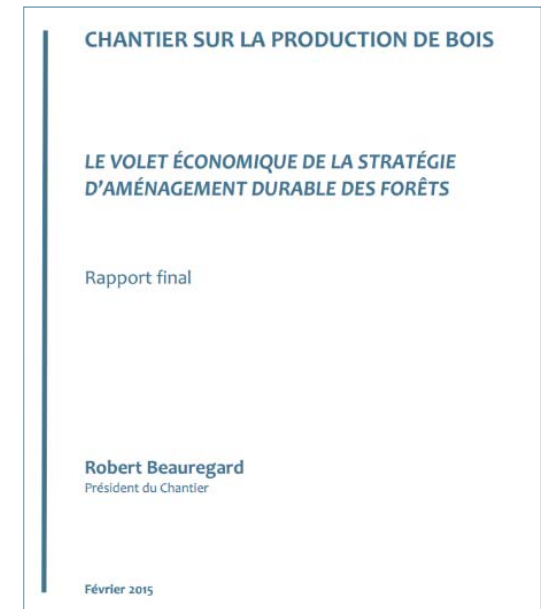 CHANTIER SUR LA PRODUCTION DE BOIS
LE VOLET ÉCONOMIQUE DE LA STRATÉGIE
D'AMÉNAGEMENT DURABLE DES FORÊTS
Rapport final
Robert Beauregard
Président du Chantier
Février 2015